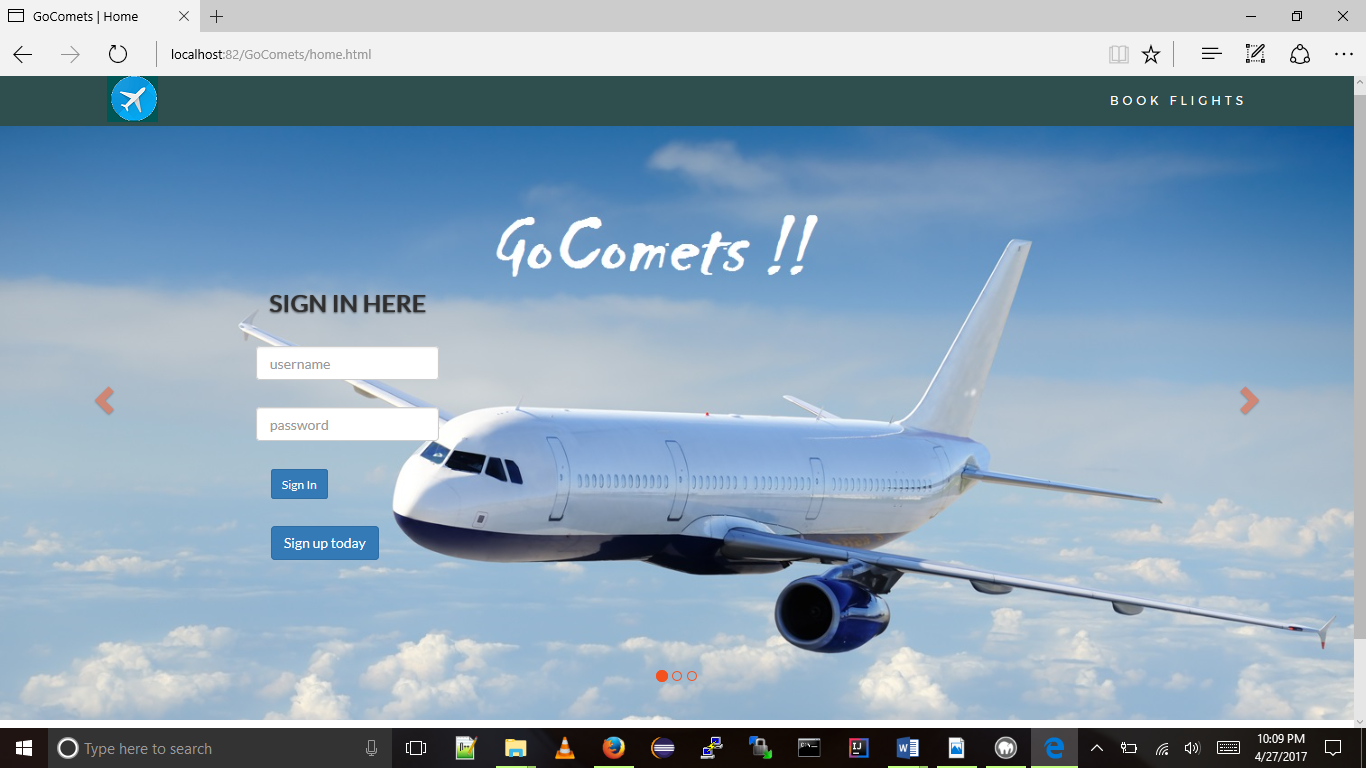 GoComets | Home
localhost:82/GoComets/home.html
BOOK FLIGHTS
GoComets !!
SIGN IN HERE
username
password
Sign In
Sign up today
Type here to search
10:09 PM
4/27/2017